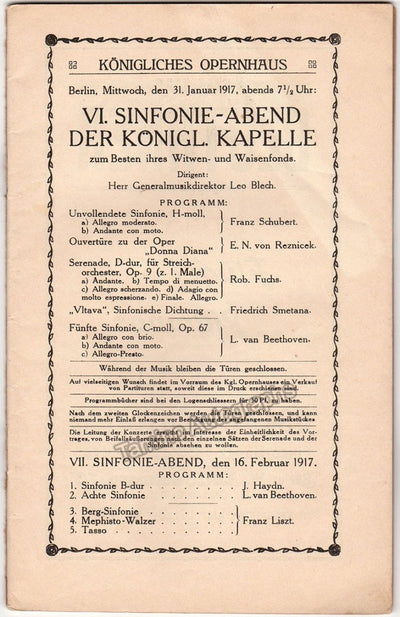 KÖNIGLICHES OPERNHAUS
Berlin, Mittwoch, den 31. Januar 1917, abends 7½ Uhr:
VI. SINFONIE-ABEND
DER KÖNIGL. KAPELLE
zum Besten ihres Witwen- und Waisenfonds.
Dirigent:
Herr Generalmusikdirektor Leo Blech.
PROGRAMM:
Unvollendete Sinfonie, H-moll,
a) Allegro moderato.
b) Andante con moto.
Franz Schubert.
Ouvertüre zu der Oper
„Donna Diana"
E. N. von Reznicek.
Serenade, D-dur, für Streich-
orchester, Op. 9 (z. 1. Male)
a) Andante. b) Tempo di menuetto.
c) Allegro scherzando. d) Adagio con
molto espressione. e) Finale. Allegro.
Rob. Fuchs.
„Vltava", Sinfonische Dichtung . Friedrich Smetana.
Fünfte Sinfonie, C-moll, Op. 67
a) Allegro con brio.
b) Andante con moto.
c) Allegro-Presto.
L. van Beethoven.
Während der Musik bleiben die Türen geschlossen.
Auf vielseitigen Wunsch findet im Vorraum des Kgl. Opernhauses ein Verkauf
von Partituren statt, soweit diese im Druck erschienen sind.
Programmbücher sind bei den Logenschliessern für 50 Pf. zu haben.
Nach dem zweiten Glockenzeichen werden die Türen geschlossen, und kann
niemand mehr Einlaß erlangen vor Beendigung des angefangenen Musikstückes.
Die Leitung der Konzerte ersucht im Interesse der Einheitlichkeit des Vor-
trages, von Beifallsäußerungen nach den einzelnen Sätzen der Serenade und der
Sinfonie absehen zu wollen.
VII. SINFONIE-ABEND, den 16. Februar 1917.
PROGRAMM:
1. Sinfonie B-dur . . . . . . J. Haydn.
2. Achte Sinfonie . . . . . . L. van Beethoven.
3. Berg-Sinfonie . . . . .
4. Mephisto-Walzer . . . .
5. Tasso . . . . . . . .
Franz Liszt.
Tamino Autographs